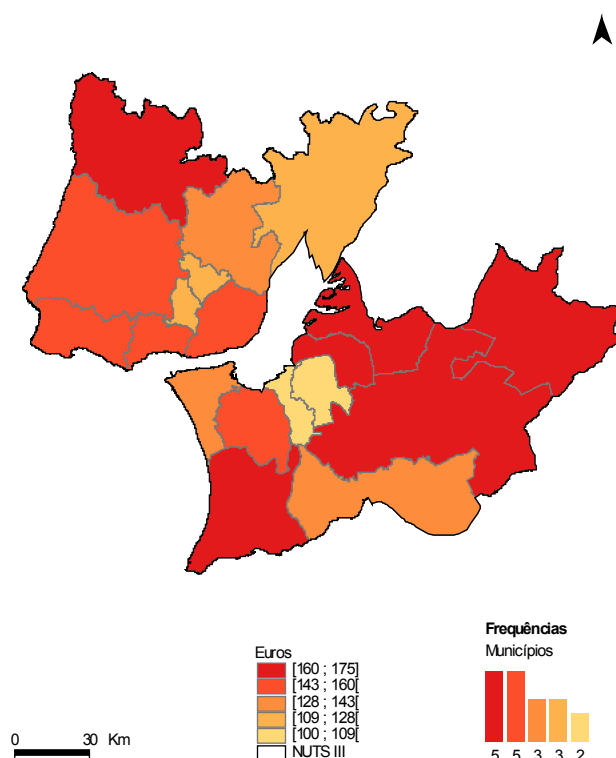 Euros
[160 ; 175]
[143 ; 160[
[128 ; 143[
[109 ; 128[
[100 ; 109[
NUTS III
0 30 Km
Frequências
Municípios
5 5 3 3 2